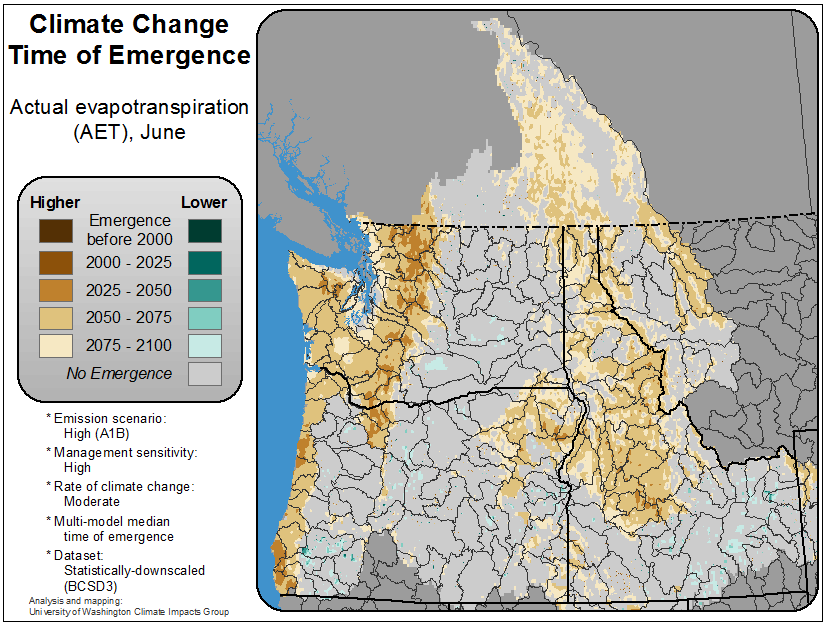 Climate Change
Time of Emergence
Actual evapotranspiration
(AET), June
Higher Lower
Emergence
before 2000
2000 - 2025
2025 - 2050
2050 - 2075
2075 - 2100
No Emergence
* Emission scenario:
High (A1B)
* Management sensitivity:
High
* Rate of climate change:
Moderate
* Multi-model median
time of emergence
* Dataset:
Statistically-downscaled
(BCSD3)
Analysis and mapping:
University of Washington Climate Impacts Group